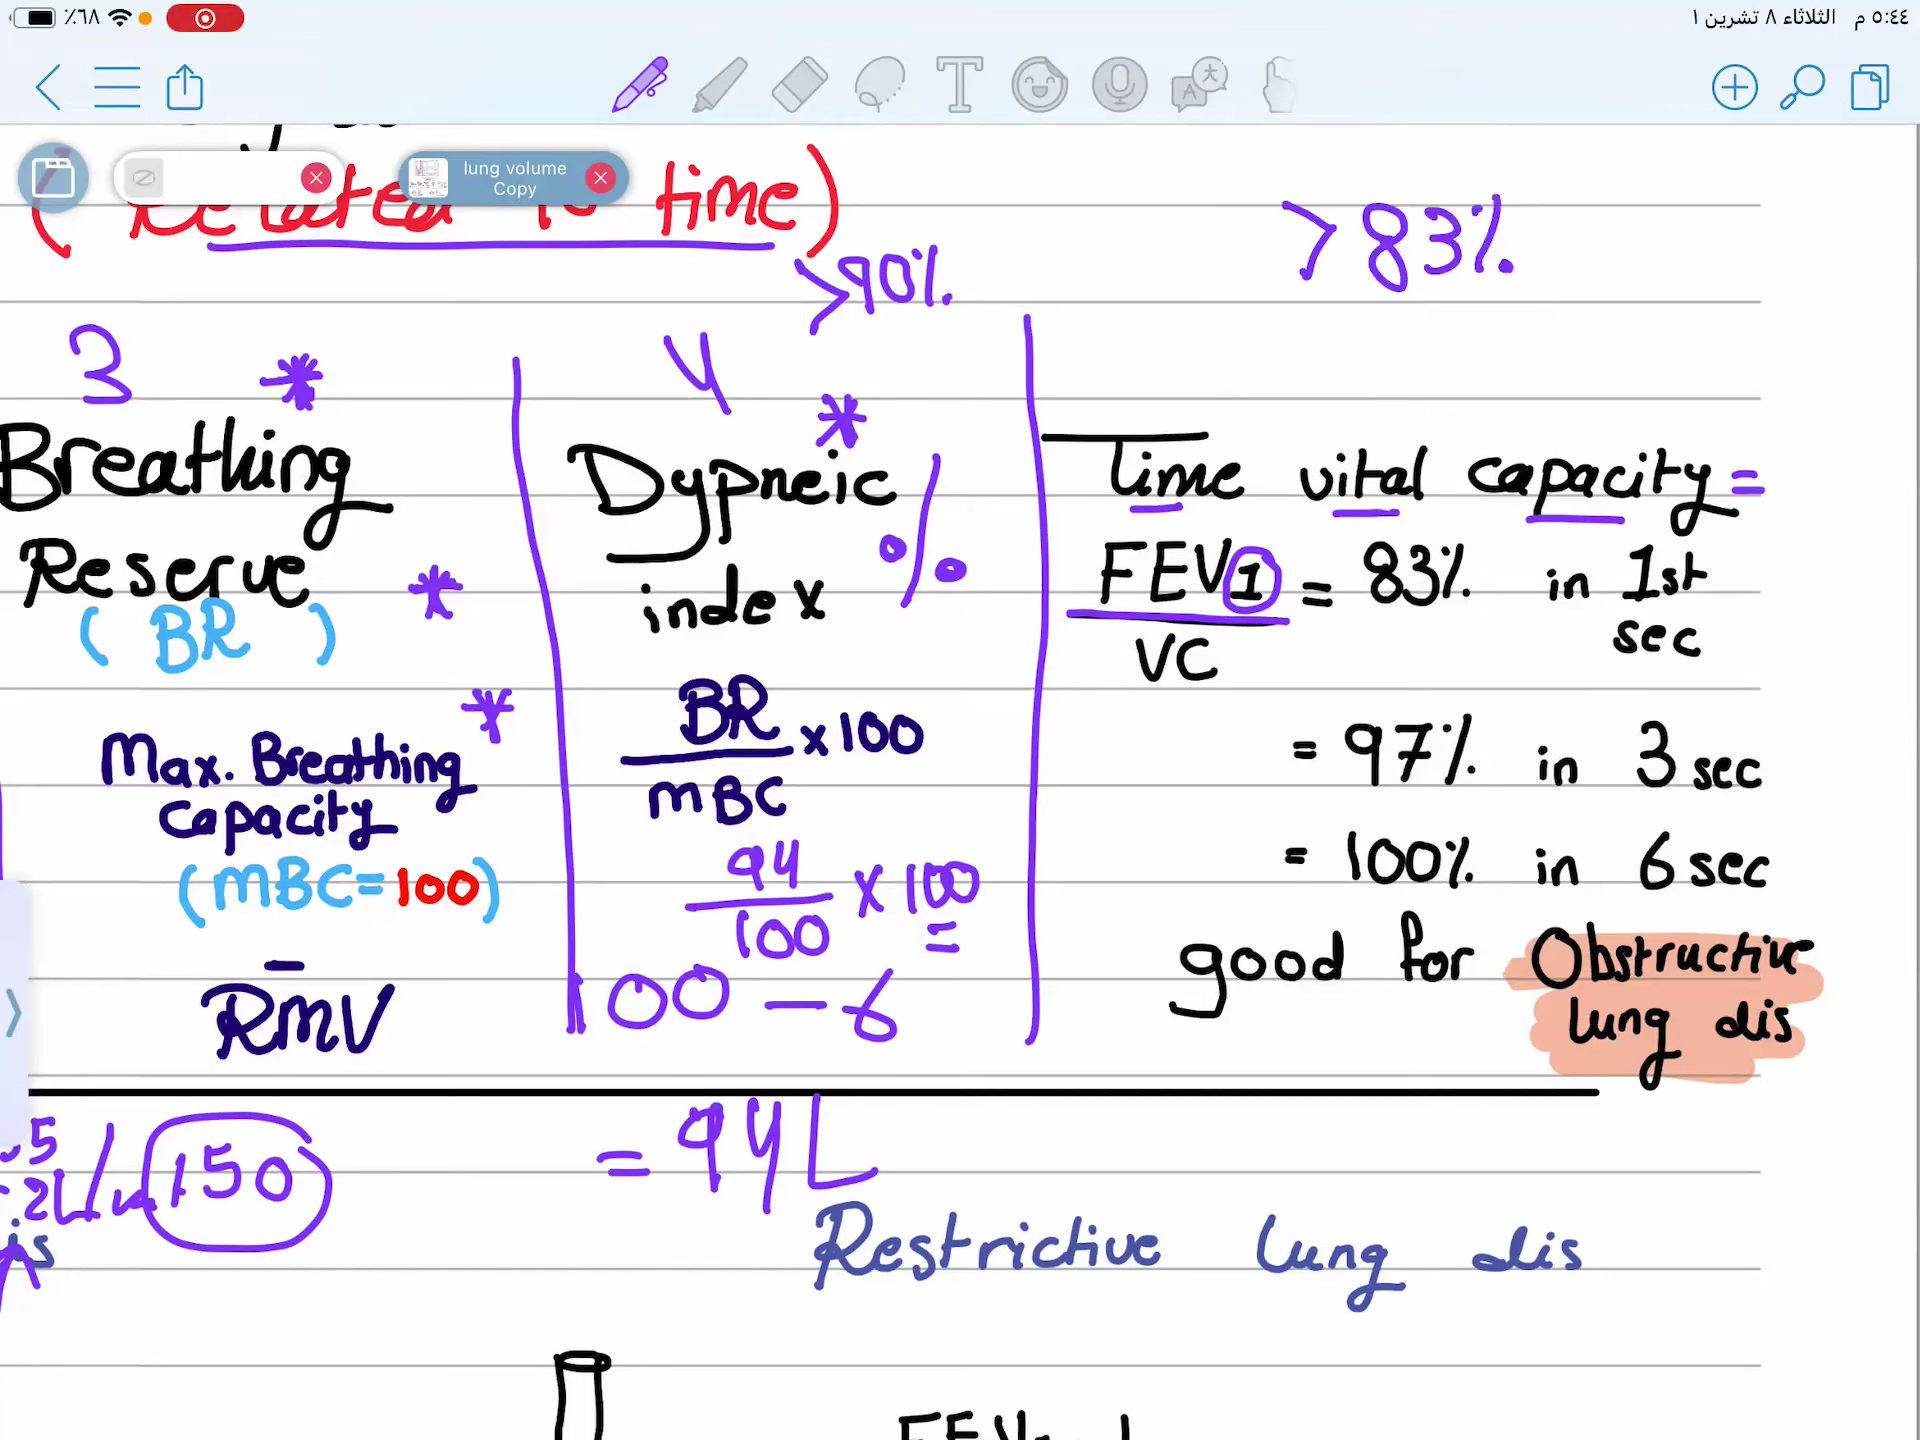 ٪٦٨
٥:٤٤ م الثلاثاء ٨ تشرين ١
lung volume
Copy
(Related to time)
>90%
>83%
3 *
Breathing
Reserve *
(BR)
*
Max. Breathing
capacity
(mBC=100)
-
RmV
4
*
Dypneic %
index
BR/mBC x100
94/100 x 100
=
100 - 6
Time vital capacity =
FEV1/VC = 83% in 1st
sec
= 97% in 3 sec
= 100% in 6 sec
good for Obstructive
lung dis
150
= 94L
Restrictive lung dis